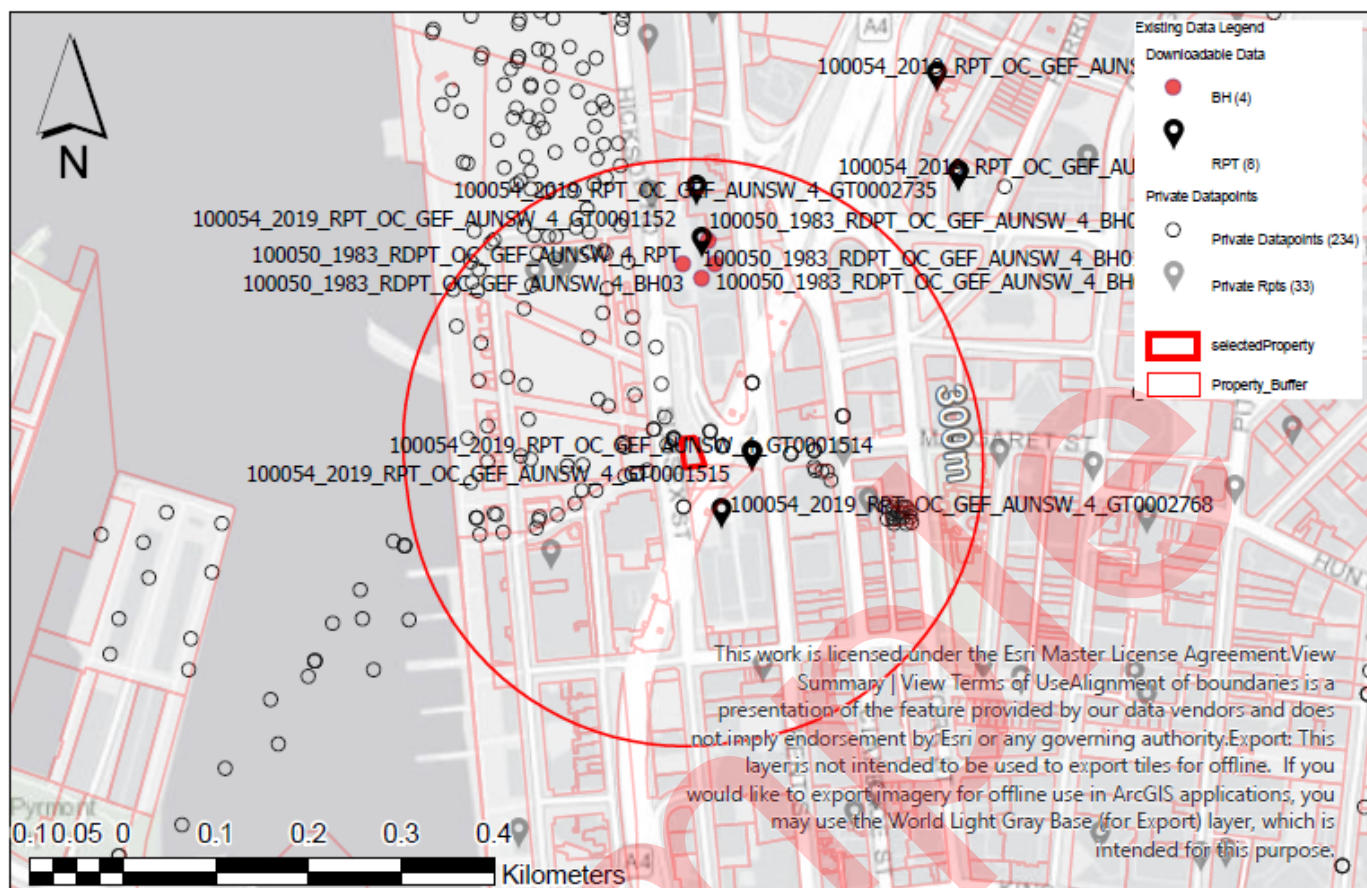 N
A4
HICKSO
100054_2019_RPT_OC_GEF_AUNS
100054_2019_RPT_OC_GEF_AU
100054_2019_RPT_OC_GEF_AUNSW_4_GT0002735
100054_2019_RPT_OC_GEF_AUNSW_4_GT0001152
100050_1983_RDPT_OC_GEF_AUNSW_4_BH0
100050_1983_RDPT_OC_GEF_AUNSW_4_RPT
100050_1983_RDPT_OC_GEF_AUNSW_4_BH0
100050_1983_RDPT_OC_GEF_AUNSW_4_BH03
100050_1983_RDPT_OC_GEF_AUNSW_4_BH
300m
MARGARET ST
100054_2019_RPT_OC_GEF_AUNSW_4_GT0001514
100054_2019_RPT_OC_GEF_AUNSW_4_GT0001515
100054_2019_RPT_OC_GEF_AUNSW_4_GT0002768
HUNT
Existing Data Legend
Downloadable Data
BH (4)
RPT (8)
Private Datapoints
Private Datapoints (234)
Private Rpts (33)
selectedProperty
Property_Buffer
This work is licensed under the Esri Master License Agreement.View
Summary | View Terms of UseAlignment of boundaries is a
presentation of the feature provided by our data vendors and does
not imply endorsement by Esri or any governing authority.Export: This
layer is not intended to be used to export tiles for offline. If you
would like to export imagery for offline use in ArcGIS applications, you
may use the World Light Gray Base (for Export) layer, which is
intended for this purpose.
Pyrmont
0.1 0.05 0 0.1 0.2 0.3 0.4
Kilometers
A4